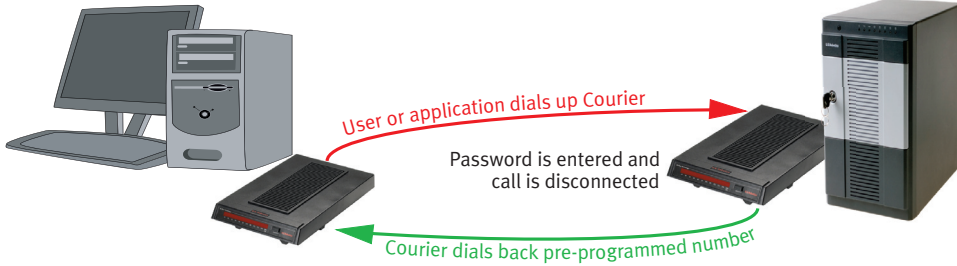 User or application dials up Courier
Password is entered and
call is disconnected
Courier dials back pre-programmed number